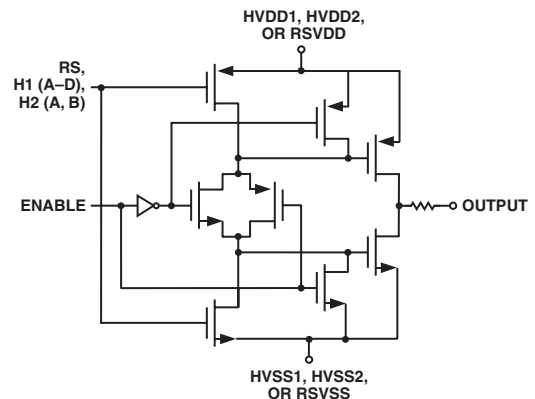 HVDD1, HVDD2,
OR RSVDD
RS,
H1 (A–D),
H2 (A, B)
ENABLE
OUTPUT
HVSS1, HVSS2,
OR RSVSS